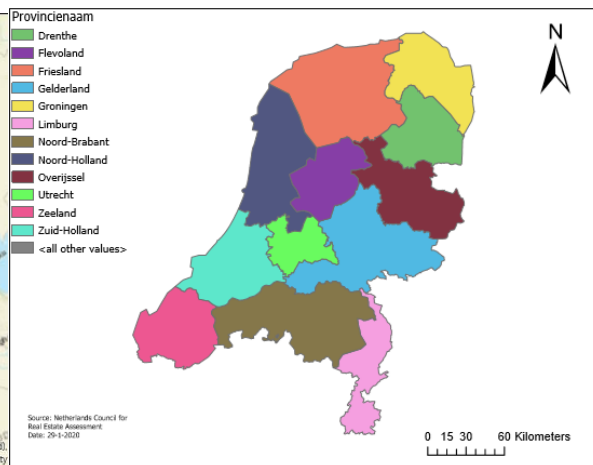 Provincienaam
Drenthe
Flevoland
Friesland
Gelderland
Groningen
Limburg
Noord-Brabant
Noord-Holland
Overijssel
Utrecht
Zeeland
Zuid-Holland
<all other values>
N
Source: Netherlands Council for
Real Estate Assessment
Date: 29-1-2020
0 15 30 60 Kilometers